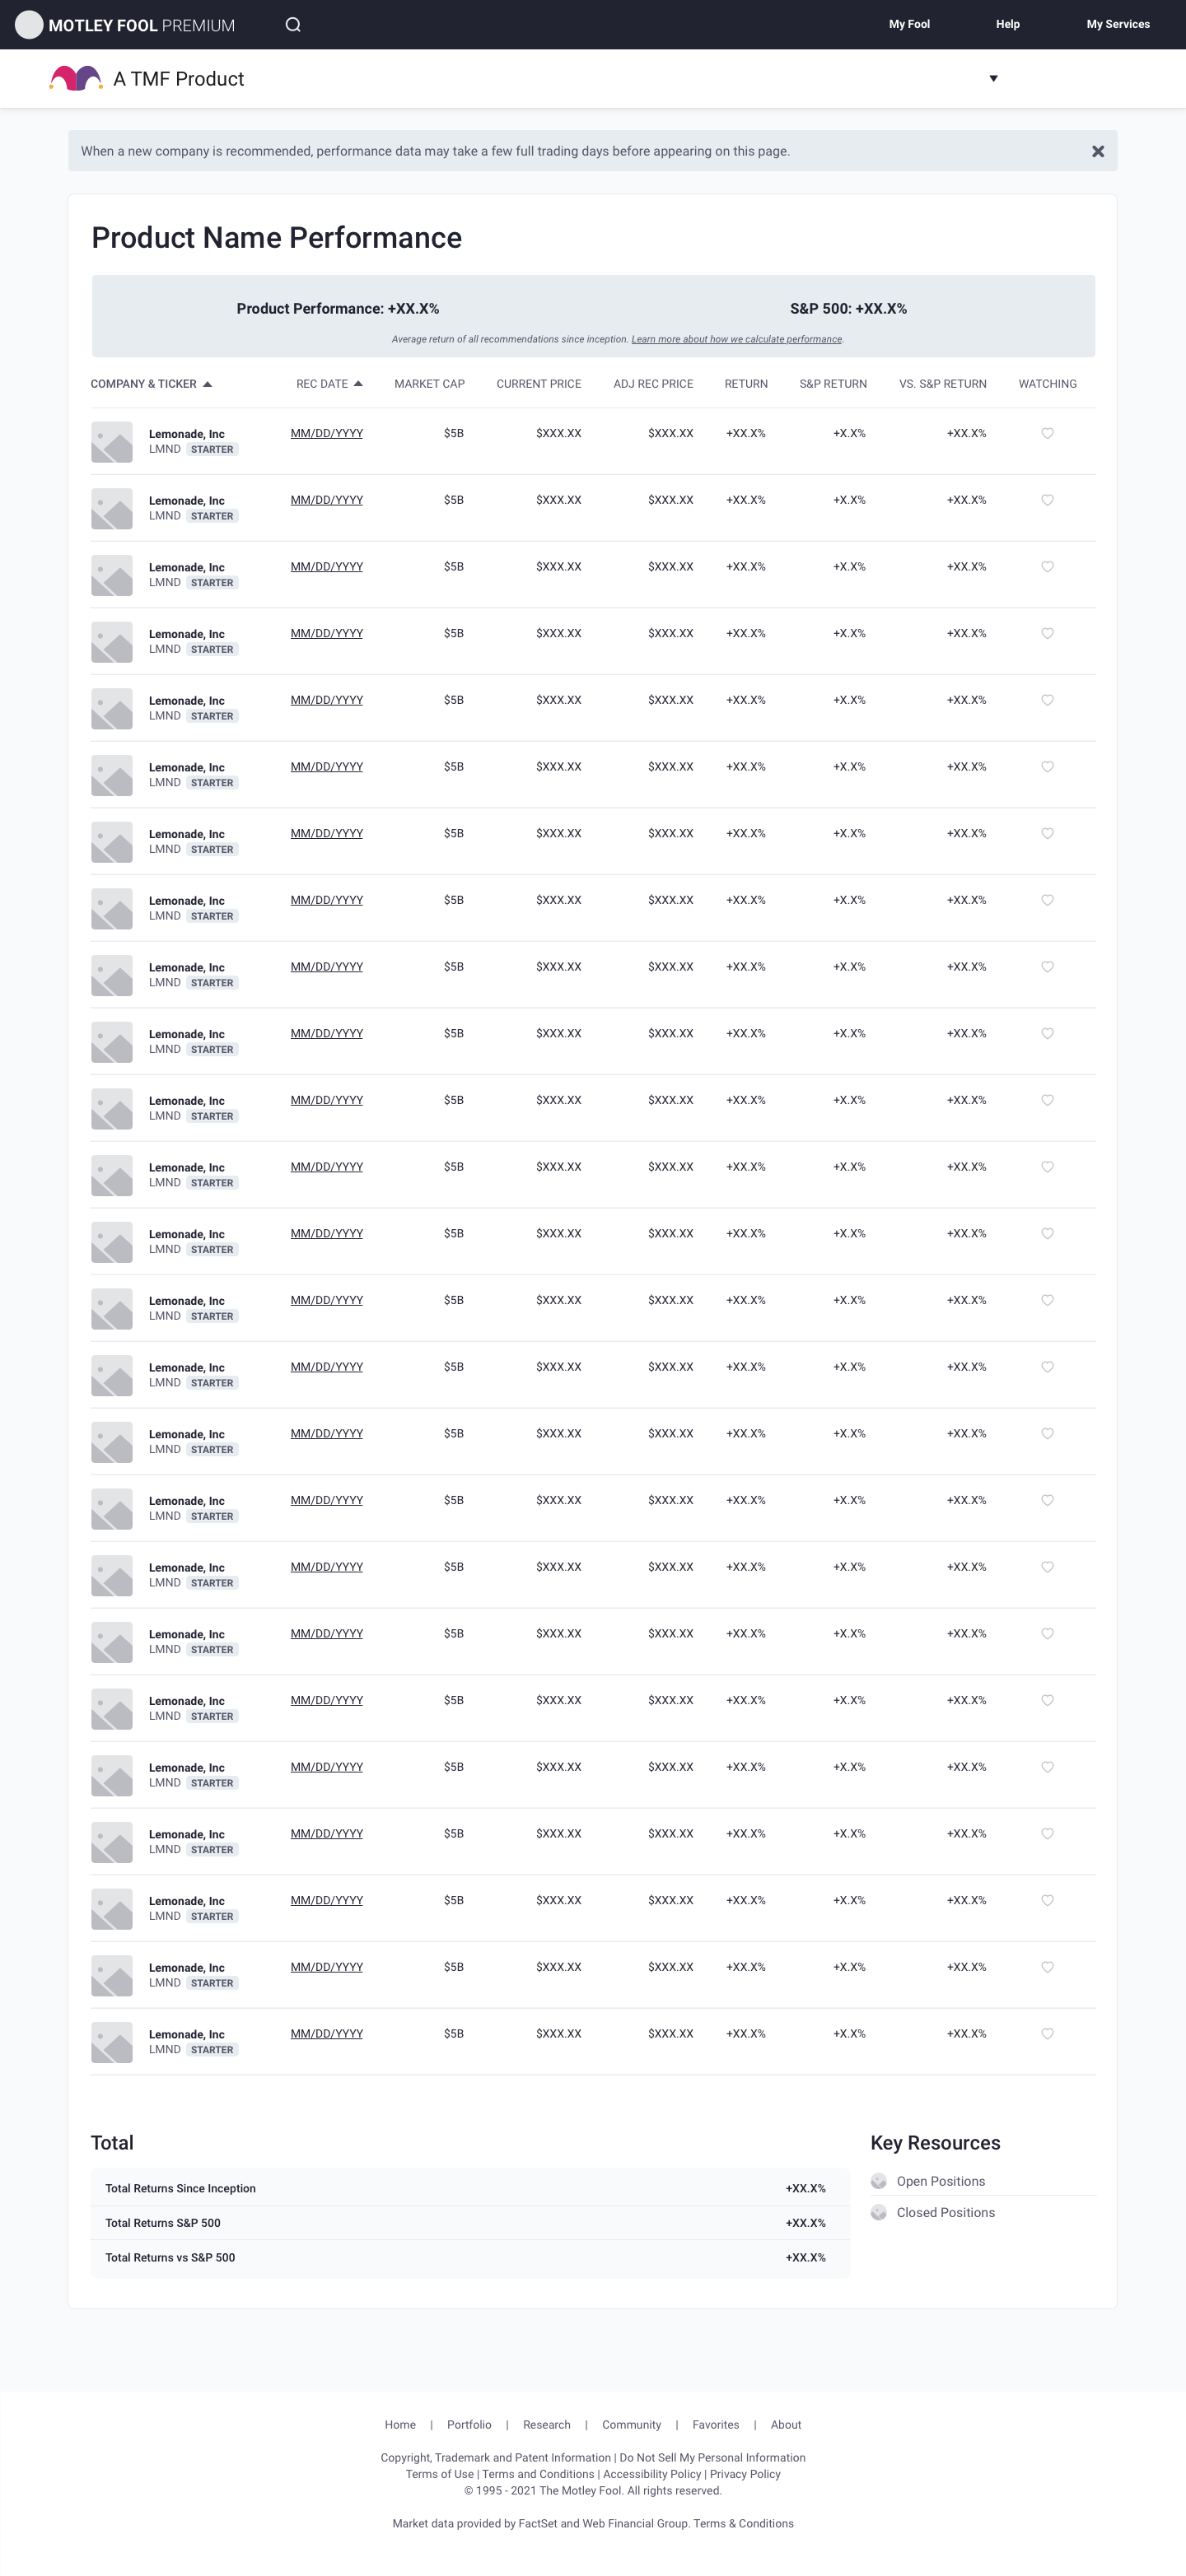 MOTLEY FOOL PREMIUM My Fool Help My Services
A TMF Product
When a new company is recommended, performance data may take a few full trading days before appearing on this page.
Product Name Performance
Product Performance: +XX.X% S&P 500: +XX.X%
Average return of all recommendations since inception. Learn more about how we calculate performance.
COMPANY & TICKER REC DATE MARKET CAP CURRENT PRICE ADJ REC PRICE RETURN S&P RETURN VS. S&P RETURN WATCHING
Lemonade, Inc MM/DD/YYYY $5B $XXX.XX $XXX.XX +XX.X% +X.X% +XX.X%
LMND STARTER
Lemonade, Inc MM/DD/YYYY $5B $XXX.XX $XXX.XX +XX.X% +X.X% +XX.X%
LMND STARTER
Lemonade, Inc MM/DD/YYYY $5B $XXX.XX $XXX.XX +XX.X% +X.X% +XX.X%
LMND STARTER
Lemonade, Inc MM/DD/YYYY $5B $XXX.XX $XXX.XX +XX.X% +X.X% +XX.X%
LMND STARTER
Lemonade, Inc MM/DD/YYYY $5B $XXX.XX $XXX.XX +XX.X% +X.X% +XX.X%
LMND STARTER
Lemonade, Inc MM/DD/YYYY $5B $XXX.XX $XXX.XX +XX.X% +X.X% +XX.X%
LMND STARTER
Lemonade, Inc MM/DD/YYYY $5B $XXX.XX $XXX.XX +XX.X% +X.X% +XX.X%
LMND STARTER
Lemonade, Inc MM/DD/YYYY $5B $XXX.XX $XXX.XX +XX.X% +X.X% +XX.X%
LMND STARTER
Lemonade, Inc MM/DD/YYYY $5B $XXX.XX $XXX.XX +XX.X% +X.X% +XX.X%
LMND STARTER
Lemonade, Inc MM/DD/YYYY $5B $XXX.XX $XXX.XX +XX.X% +X.X% +XX.X%
LMND STARTER
Lemonade, Inc MM/DD/YYYY $5B $XXX.XX $XXX.XX +XX.X% +X.X% +XX.X%
LMND STARTER
Lemonade, Inc MM/DD/YYYY $5B $XXX.XX $XXX.XX +XX.X% +X.X% +XX.X%
LMND STARTER
Lemonade, Inc MM/DD/YYYY $5B $XXX.XX $XXX.XX +XX.X% +X.X% +XX.X%
LMND STARTER
Lemonade, Inc MM/DD/YYYY $5B $XXX.XX $XXX.XX +XX.X% +X.X% +XX.X%
LMND STARTER
Lemonade, Inc MM/DD/YYYY $5B $XXX.XX $XXX.XX +XX.X% +X.X% +XX.X%
LMND STARTER
Lemonade, Inc MM/DD/YYYY $5B $XXX.XX $XXX.XX +XX.X% +X.X% +XX.X%
LMND STARTER
Lemonade, Inc MM/DD/YYYY $5B $XXX.XX $XXX.XX +XX.X% +X.X% +XX.X%
LMND STARTER
Lemonade, Inc MM/DD/YYYY $5B $XXX.XX $XXX.XX +XX.X% +X.X% +XX.X%
LMND STARTER
Lemonade, Inc MM/DD/YYYY $5B $XXX.XX $XXX.XX +XX.X% +X.X% +XX.X%
LMND STARTER
Lemonade, Inc MM/DD/YYYY $5B $XXX.XX $XXX.XX +XX.X% +X.X% +XX.X%
LMND STARTER
Lemonade, Inc MM/DD/YYYY $5B $XXX.XX $XXX.XX +XX.X% +X.X% +XX.X%
LMND STARTER
Lemonade, Inc MM/DD/YYYY $5B $XXX.XX $XXX.XX +XX.X% +X.X% +XX.X%
LMND STARTER
Lemonade, Inc MM/DD/YYYY $5B $XXX.XX $XXX.XX +XX.X% +X.X% +XX.X%
LMND STARTER
Lemonade, Inc MM/DD/YYYY $5B $XXX.XX $XXX.XX +XX.X% +X.X% +XX.X%
LMND STARTER
Lemonade, Inc MM/DD/YYYY $5B $XXX.XX $XXX.XX +XX.X% +X.X% +XX.X%
LMND STARTER
Total
Total Returns Since Inception +XX.X%
Total Returns S&P 500 +XX.X%
Total Returns vs S&P 500 +XX.X%
Key Resources
Open Positions
Closed Positions
Home | Portfolio | Research | Community | Favorites | About
Copyright, Trademark and Patent Information | Do Not Sell My Personal Information
Terms of Use | Terms and Conditions | Accessibility Policy | Privacy Policy
© 1995 - 2021 The Motley Fool. All rights reserved.
Market data provided by FactSet and Web Financial Group. Terms & Conditions